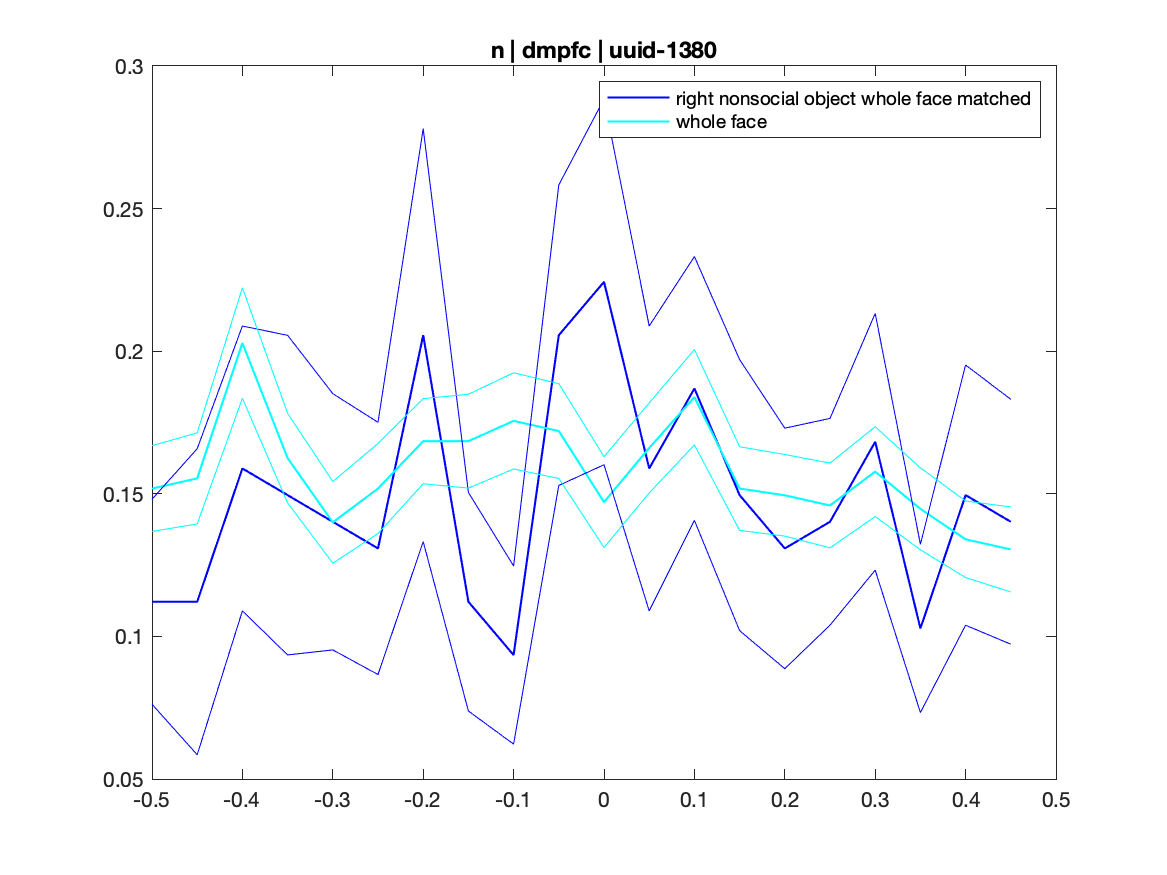 n | dmpfc | uuid-1380
0.3
right nonsocial object whole face matched
whole face
0.25
0.2
0.15
0.1
0.05
-0.5 -0.4 -0.3 -0.2 -0.1 0 0.1 0.2 0.3 0.4 0.5